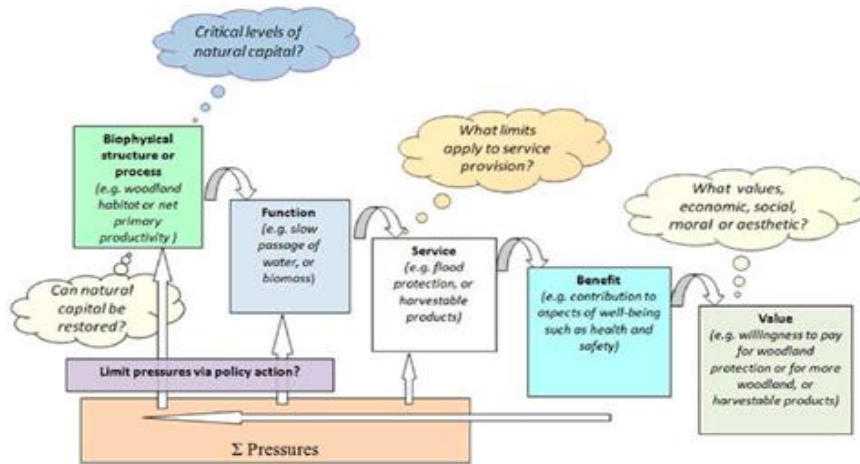 Critical levels of
natural capital?
Biophysical
structure or
process
(e.g. woodland
habitat or net
primary
productivity )
What limits
apply to service
provision?
Function
(e.g. slow
passage of
water, or
biomass)
What values,
economic, social,
moral or aesthetic?
Service
(e.g. flood
protection, or
harvestable
products)
Can natural
capital be
restored?
Benefit
(e.g. contribution to
aspects of well-being
such as health and
safety)
Value
(e.g. willingness to pay
for woodland
protection or for more
woodland, or
harvestable products)
Limit pressures via policy action?
Σ Pressures